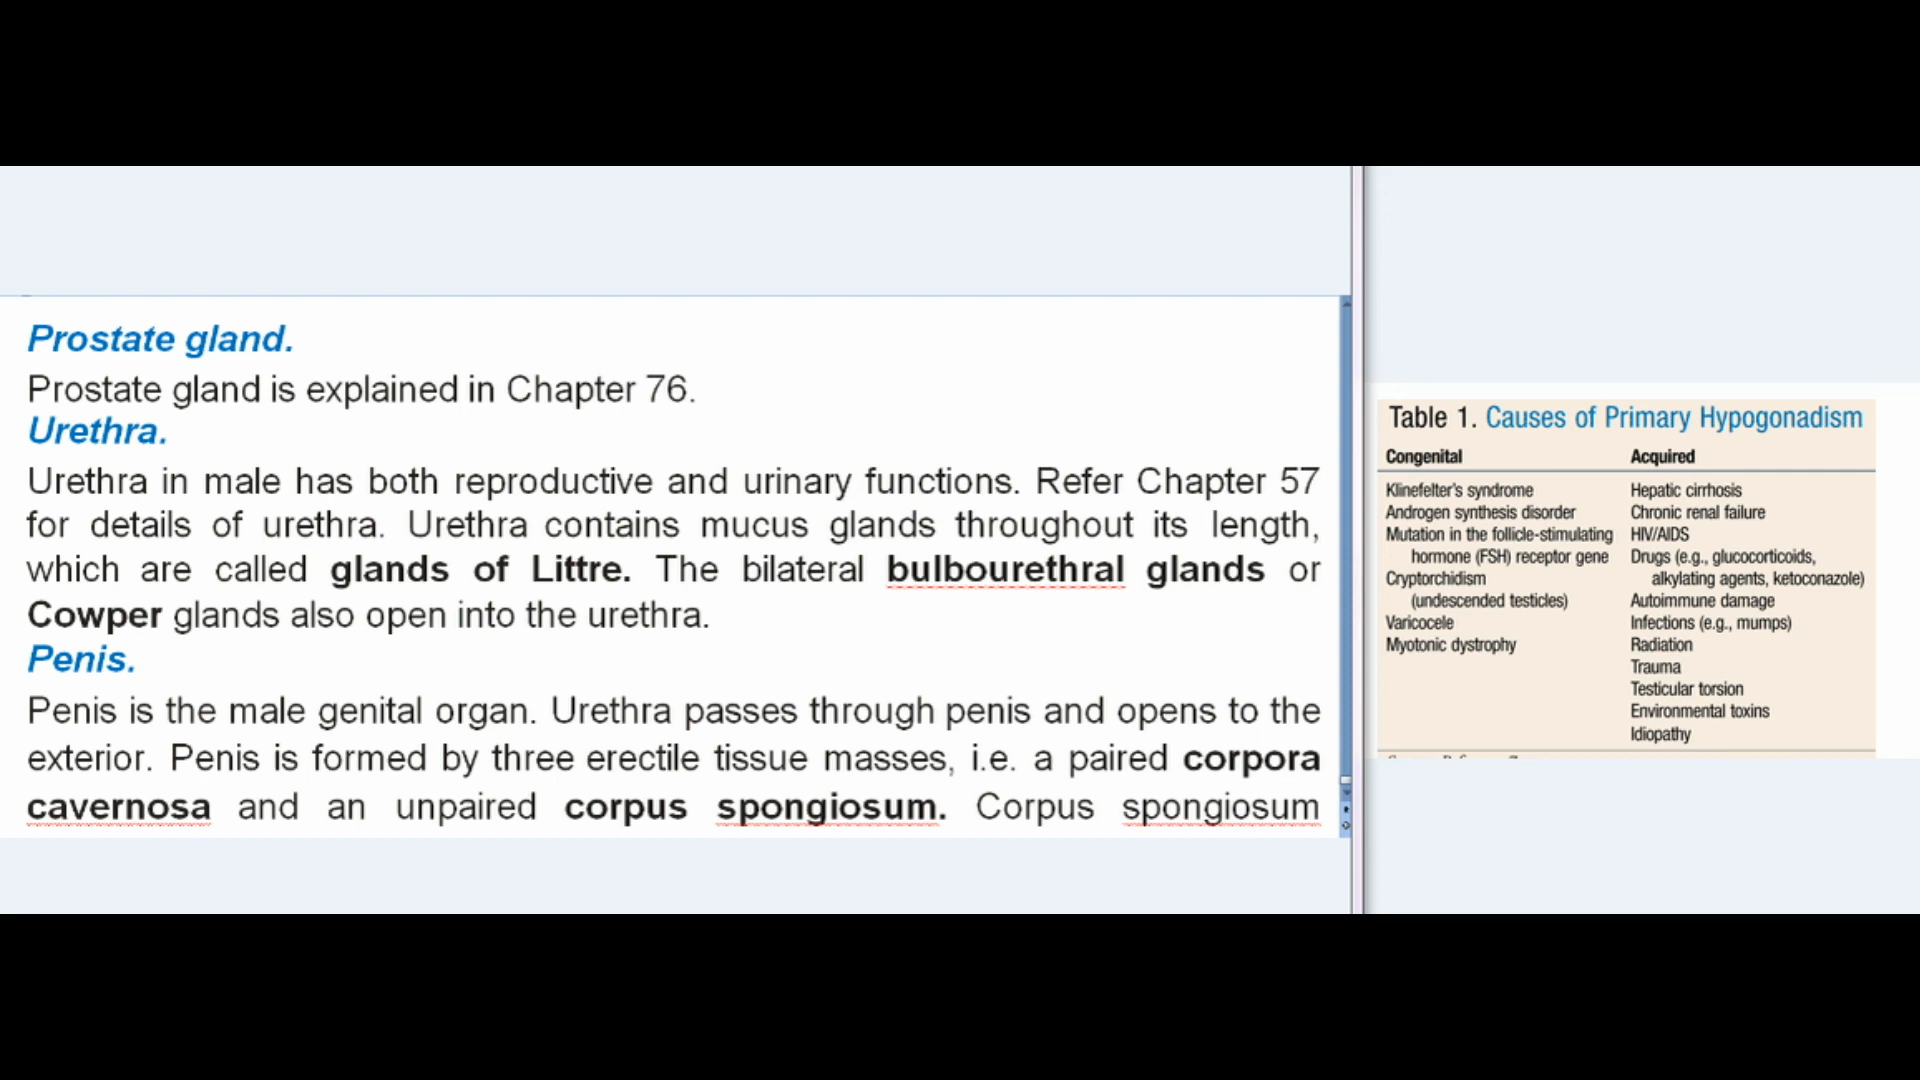 Prostate gland.
Prostate gland is explained in Chapter 76.
Urethra.
Urethra in male has both reproductive and urinary functions. Refer Chapter 57
for details of urethra. Urethra contains mucus glands throughout its length,
which are called glands of Littre. The bilateral bulbourethral glands or
Cowper glands also open into the urethra.
Penis.
Penis is the male genital organ. Urethra passes through penis and opens to the
exterior. Penis is formed by three erectile tissue masses, i.e. a paired corpora
cavernosa and an unpaired corpus spongiosum. Corpus spongiosum
Table 1. Causes of Primary Hypogonadism
Congenital
Klinefelter's syndrome
Androgen synthesis disorder
Mutation in the follicle-stimulating
hormone (FSH) receptor gene
Cryptorchidism
(undescended testicles)
Varicocele
Myotonic dystrophy
Acquired
Hepatic cirrhosis
Chronic renal failure
HIV/AIDS
Drugs (e.g., glucocorticoids,
alkylating agents, ketoconazole)
Autoimmune damage
Infections (e.g., mumps)
Radiation
Trauma
Testicular torsion
Environmental toxins
Idiopathy